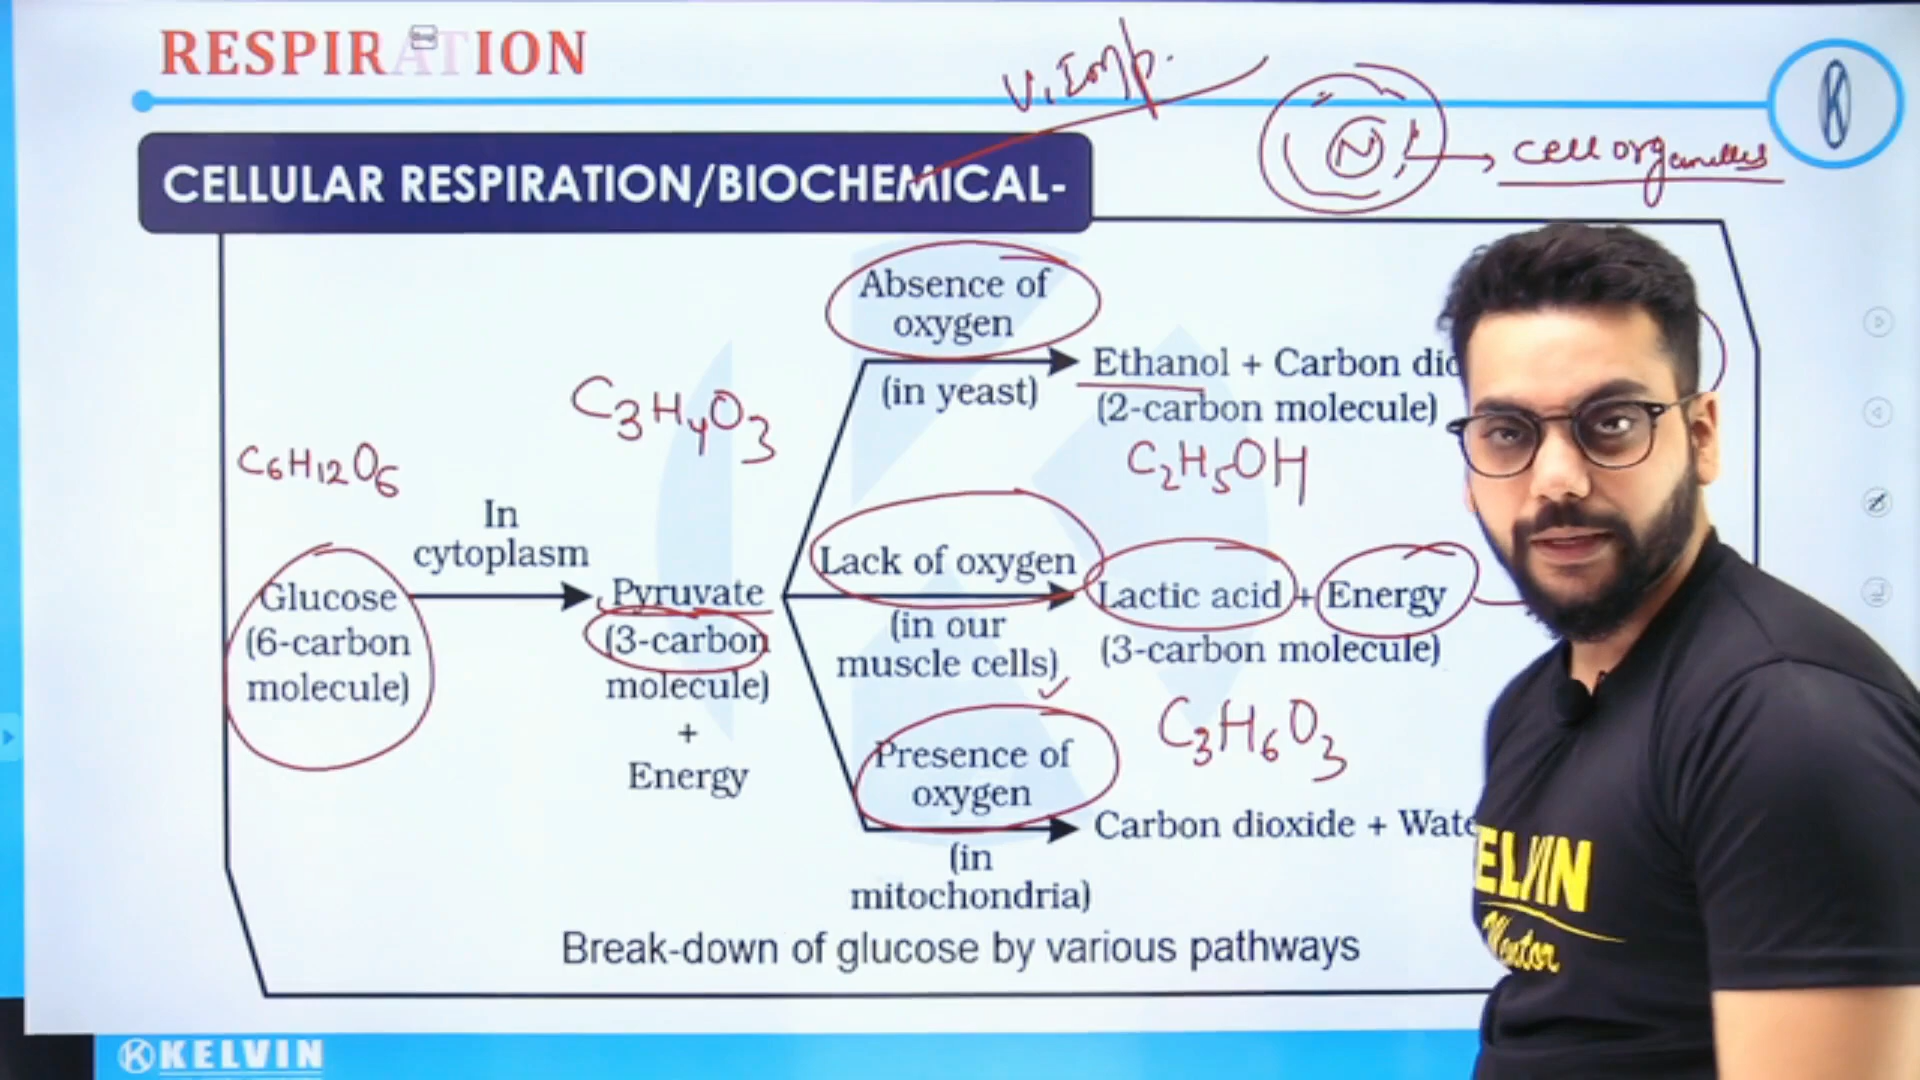 RESPIRATION
V. Imp.
N
cell organelles
CELLULAR RESPIRATION/BIOCHEMICAL-
Absence of
oxygen
Ethanol + Carbon
(in yeast)
(2-carbon molecule)
C2H5OH
C3H4O3
C6H12O6
In
cytoplasm
Glucose
(6-carbon
molecule)
Pyruvate
(3-carbon
molecule)
+
Energy
Lack of oxygen
(in our
muscle cells)
Lactic acid + Energy
(3-carbon molecule)
C3H6O3
Presence of
oxygen
(in
mitochondria)
Carbon dioxide +
Break-down of glucose by various pathways
KELVIN
Mentor
KELVIN